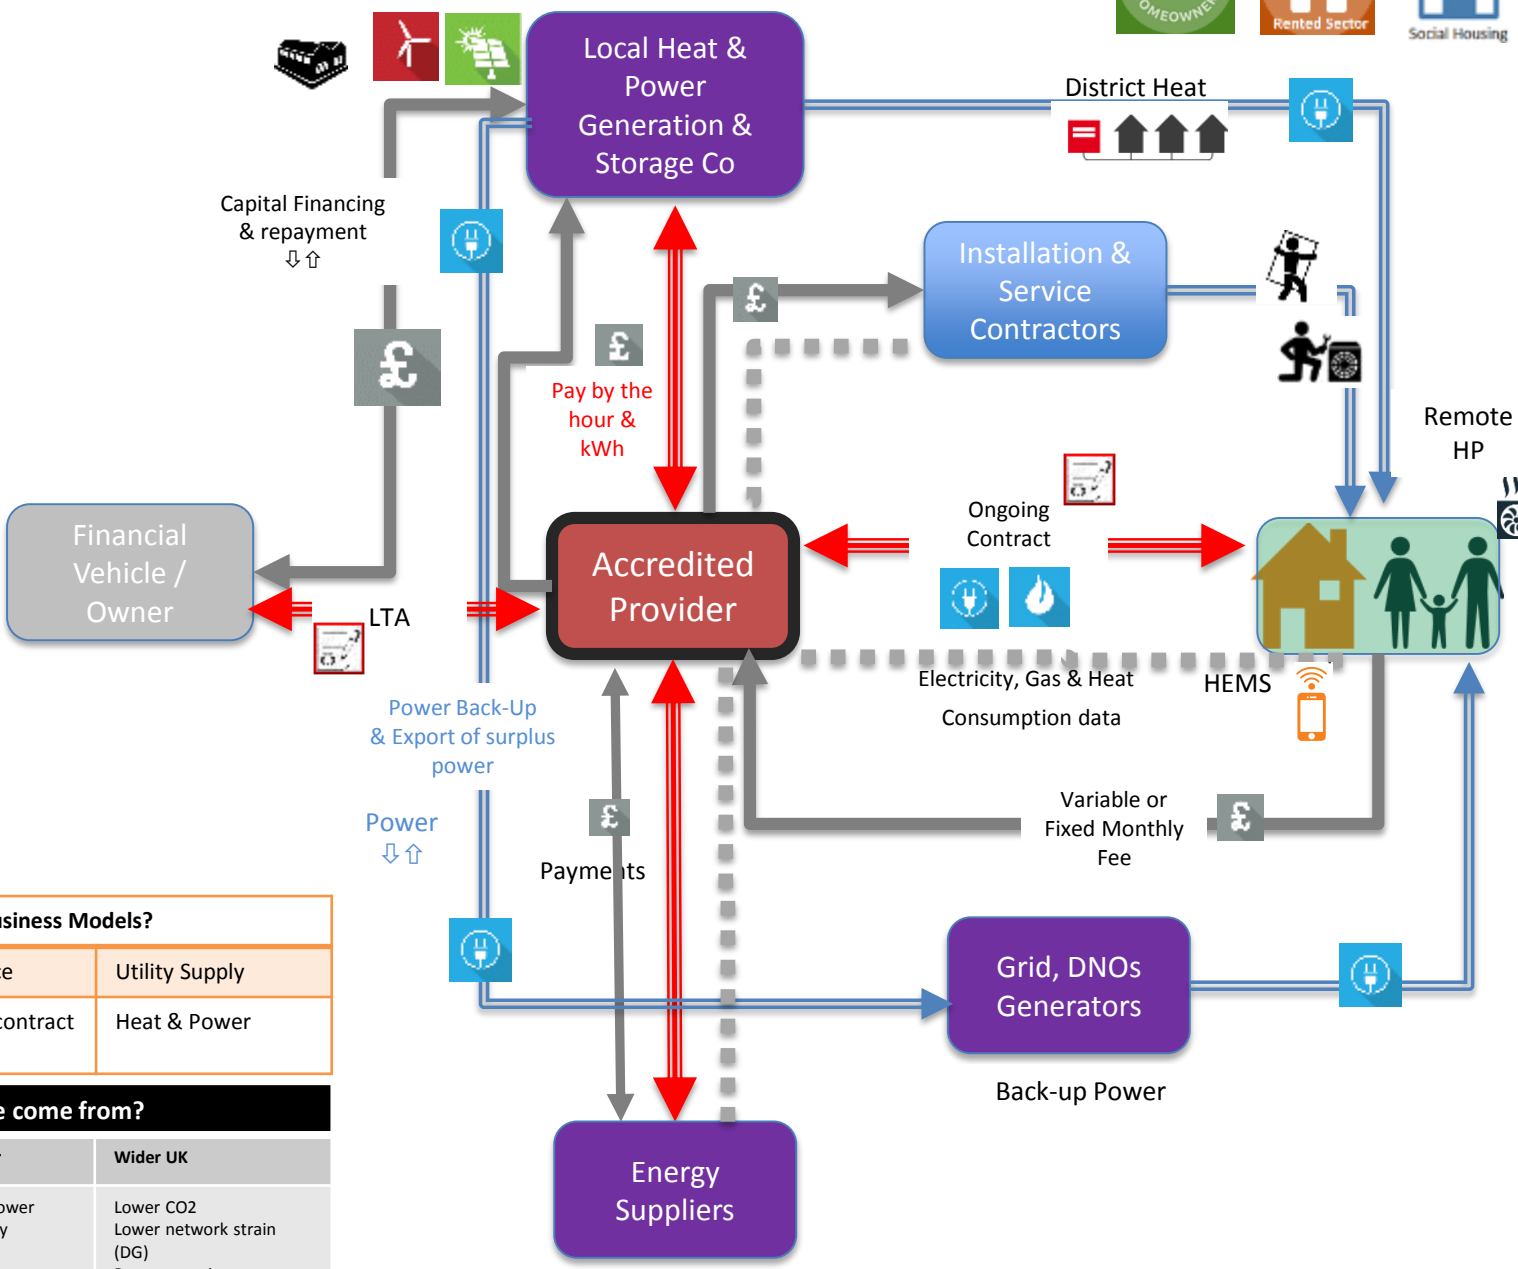 OMEOWNER
Rented Sector
Social Housing
Local Heat &
Power
Generation &
Storage Co
District Heat
Capital Financing
& repayment
⇩⇧
£
£
£
Installation &
Service
Contractors
Pay by the
hour &
kWh
Remote
HP
Financial
Vehicle /
Owner
LTA
Accredited
Provider
Ongoing
Contract
Electricity, Gas & Heat
Consumption data
HEMS
Power Back-Up
& Export of surplus
power
Power
⇩⇧
£
Payments
Variable or
Fixed Monthly
Fee
£
Grid, DNOs
Generators
Back-up Power
Energy
Suppliers
usiness Models?
ce
Utility Supply
contract
Heat & Power
e come from?
Wider UK
ower
y
Lower CO2
Lower network strain
(DG)